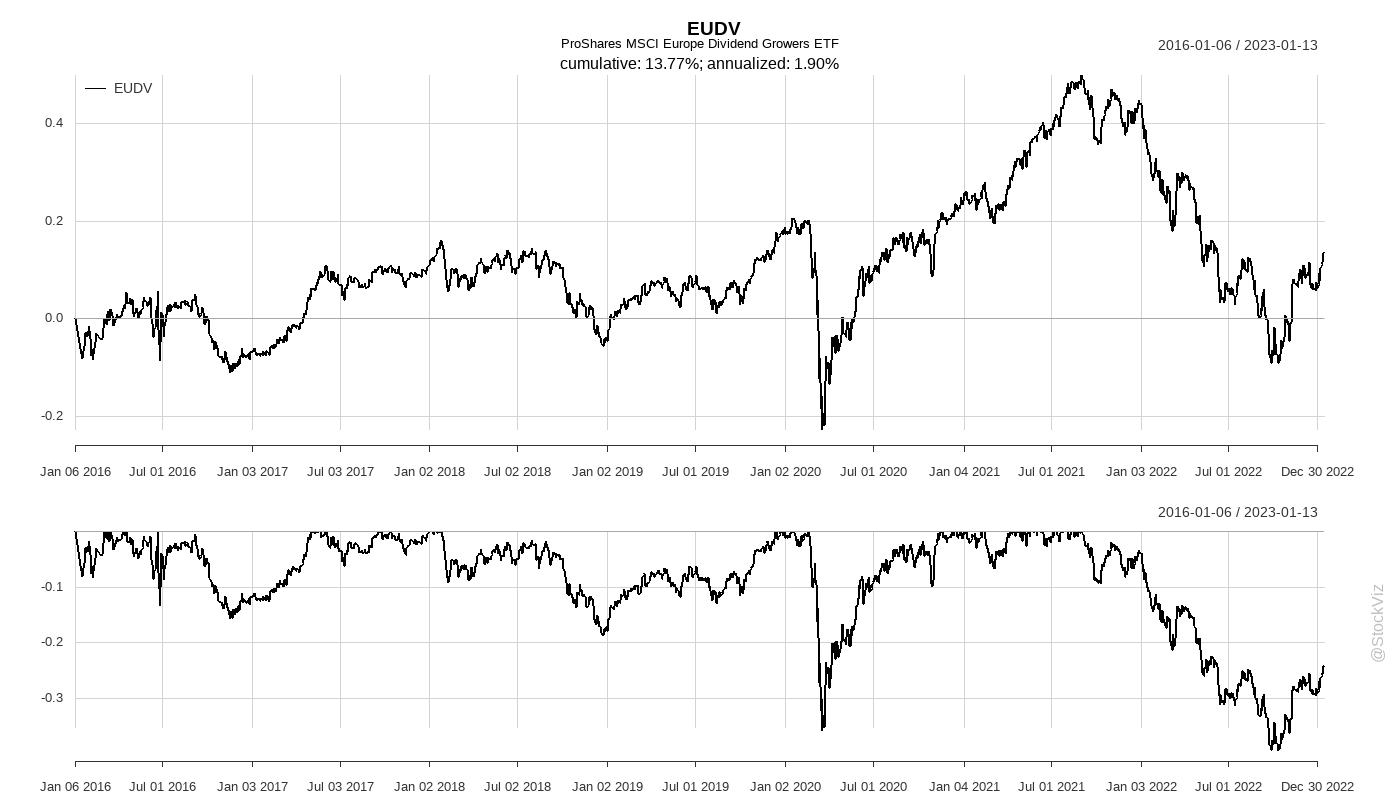 EUDV
ProShares MSCI Europe Dividend Growers ETF
cumulative: 13.77%; annualized: 1.90%
2016-01-06 / 2023-01-13
EUDV
0.4
0.2
0.0
-0.2
Jan 06 2016 Jul 01 2016 Jan 03 2017 Jul 03 2017 Jan 02 2018 Jul 02 2018 Jan 02 2019 Jul 01 2019 Jan 02 2020 Jul 01 2020 Jan 04 2021 Jul 01 2021 Jan 03 2022 Jul 01 2022 Dec 30 2022
2016-01-06 / 2023-01-13
-0.1
-0.2
-0.3
Jan 06 2016 Jul 01 2016 Jan 03 2017 Jul 03 2017 Jan 02 2018 Jul 02 2018 Jan 02 2019 Jul 01 2019 Jan 02 2020 Jul 01 2020 Jan 04 2021 Jul 01 2021 Jan 03 2022 Jul 01 2022 Dec 30 2022
@StockViz